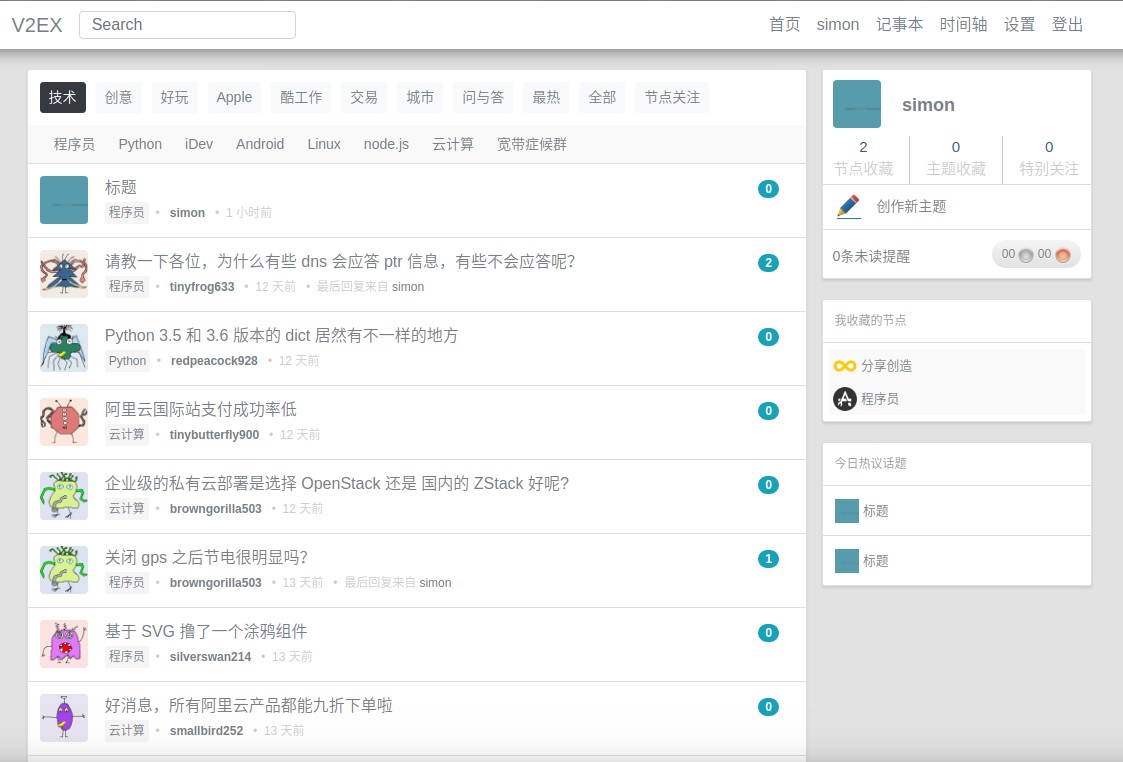 V2EX Search 首页 simon 记事本 时间轴 设置 登出
技术 创意 好玩 Apple 酷工作 交易 城市 问与答 最热 全部 节点关注
程序员 Python iDev Android Linux node.js 云计算 宽带症候群
标题 0
程序员 • simon • 1 小时前
请教一下各位，为什么有些 dns 会应答 ptr 信息，有些不会应答呢？ 2
程序员 • tinyfrog633 • 12 天前 • 最后回复来自 simon
Python 3.5 和 3.6 版本的 dict 居然有不一样的地方 0
Python • redpeacock928 • 12 天前
阿里云国际站支付成功率低 0
云计算 • tinybutterfly900 • 12 天前
企业级的私有云部署是选择 OpenStack 还是 国内的 ZStack 好呢? 0
云计算 • browngorilla503 • 12 天前
关闭 gps 之后节电很明显吗？ 1
程序员 • browngorilla503 • 13 天前 • 最后回复来自 simon
基于 SVG 撸了一个涂鸦组件 0
程序员 • silverswan214 • 13 天前
好消息，所有阿里云产品都能九折下单啦 0
云计算 • smallbird252 • 13 天前
simon
2 0 0
节点收藏 主题收藏 特别关注
创作新主题
0条未读提醒 00 00
我收藏的节点
分享创造
程序员
今日热议话题
标题
标题